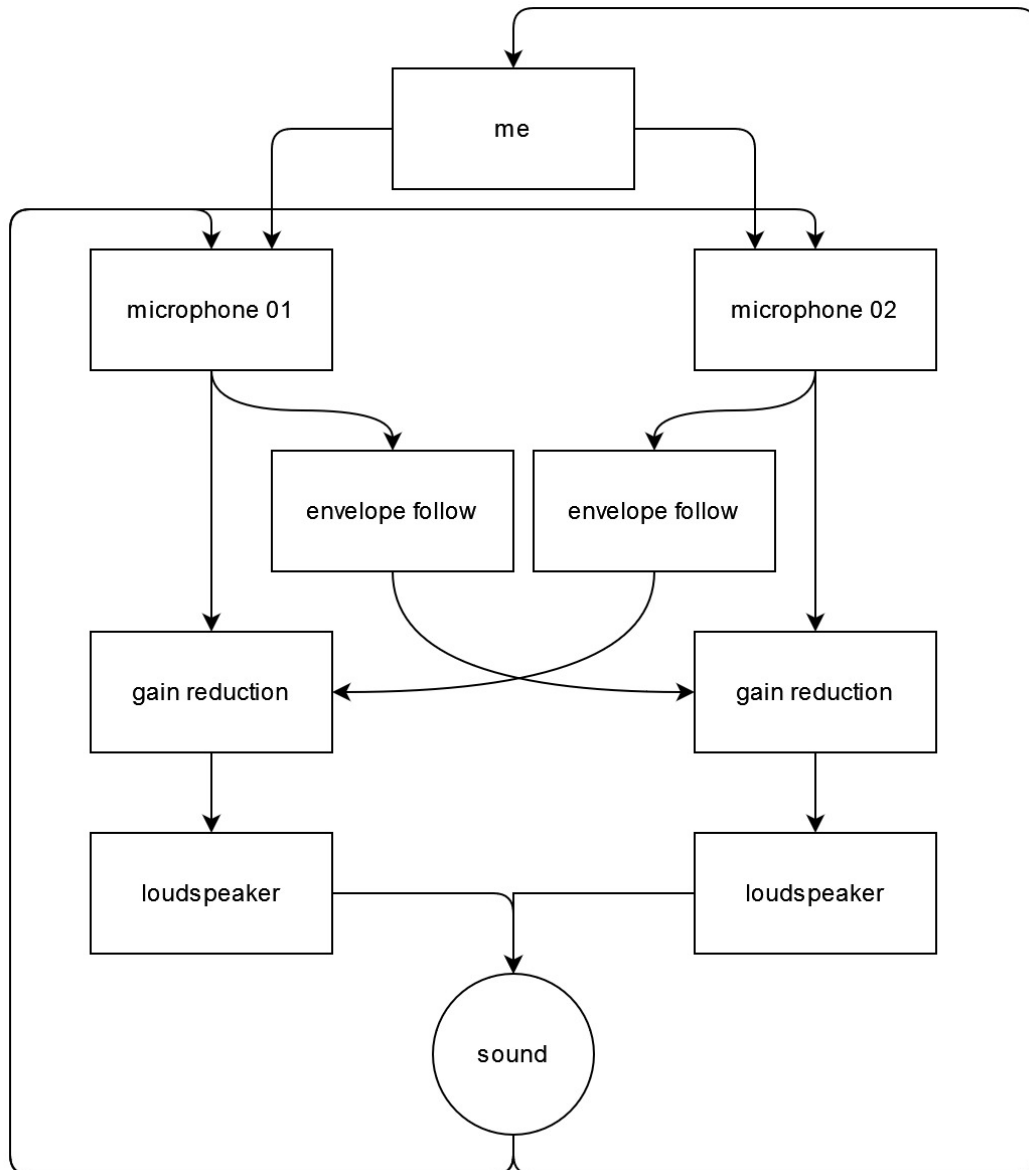 me
microphone 01
microphone 02
envelope follow
envelope follow
gain reduction
gain reduction
loudspeaker
loudspeaker
sound